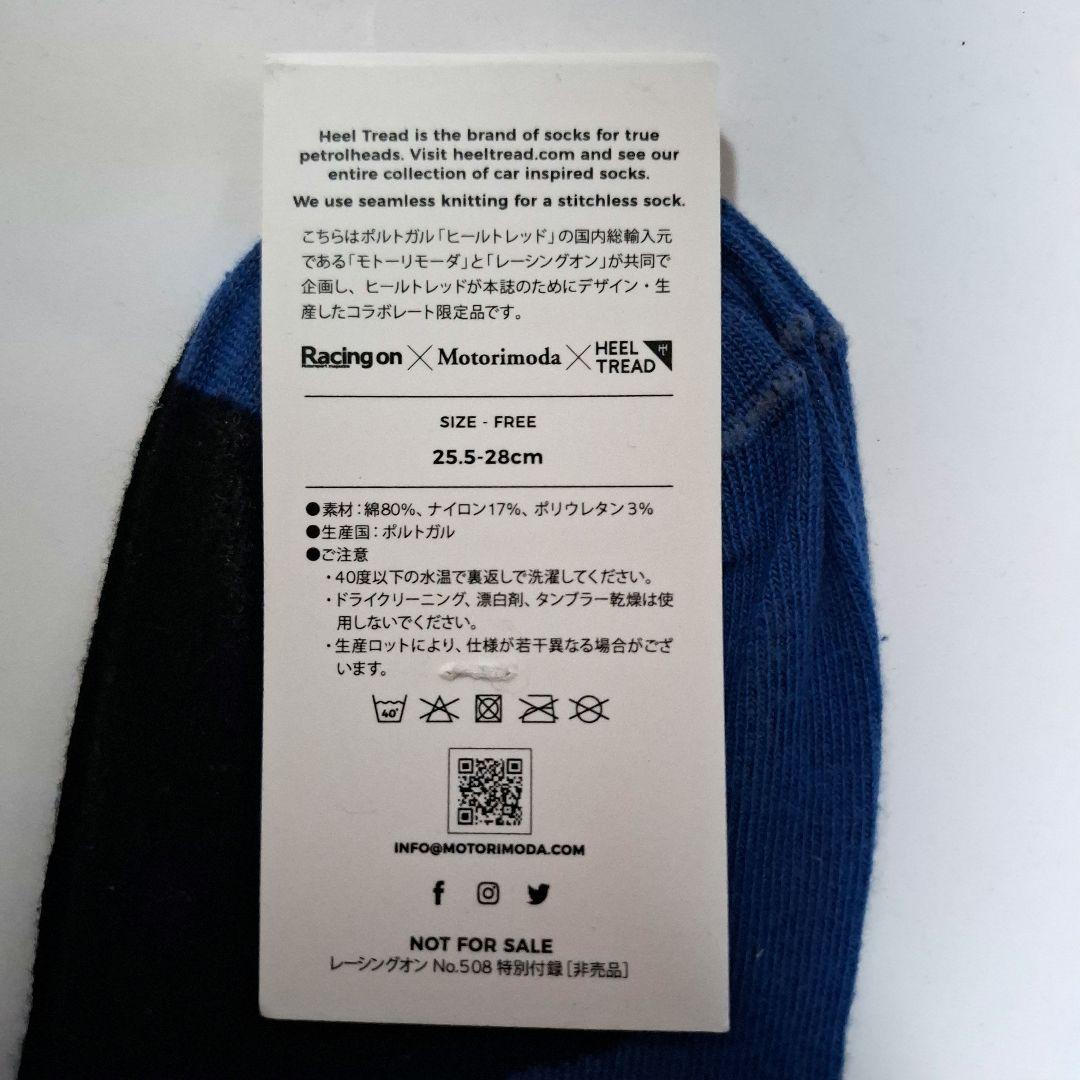 Heel Tread is the brand of socks for true
petrolheads. Visit heeltread.com and see our
entire collection of car inspired socks.
We use seamless knitting for a stitchless sock.
こちらはポルトガル「ヒールトレッド」の国内総輸入元
である「モトーリモーダ」と「レーシングオン」が共同で
企画し、ヒールトレッドが本誌のためにデザイン・生
産したコラボレート限定品です。
Racing on × Motorimoda × HEEL TREAD
SIZE - FREE
25.5-28cm
●素材：綿80%、ナイロン17%、ポリウレタン3%
●生産国：ポルトガル
●ご注意
・40度以下の水温で裏返しで洗濯してください。
・ドライクリーニング、漂白剤、タンブラー乾燥は使
用しないでください。
・生産ロットにより、仕様が若干異なる場合がござ
います。
40°
INFO@MOTORIMODA.COM
NOT FOR SALE
レーシングオン No.508 特別付録［非売品］